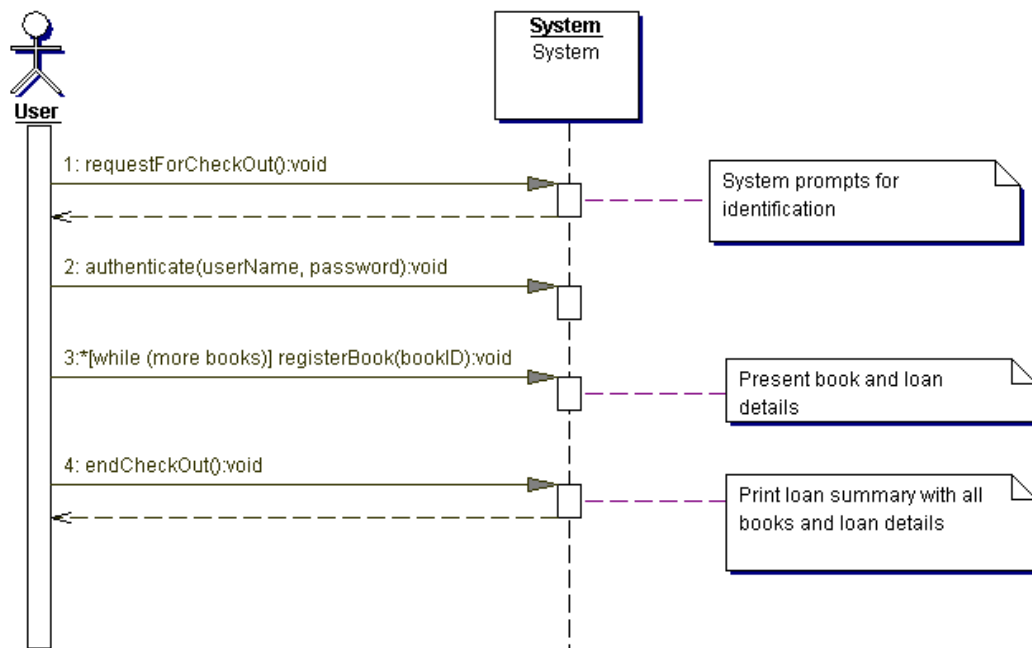 System
System
User
1: requestForCheckOut():void
System prompts for
identification
2: authenticate(userName, password):void
3:*[while (more books)] registerBook(bookID):void
Present book and loan
details
4: endCheckOut():void
Print loan summary with all
books and loan details